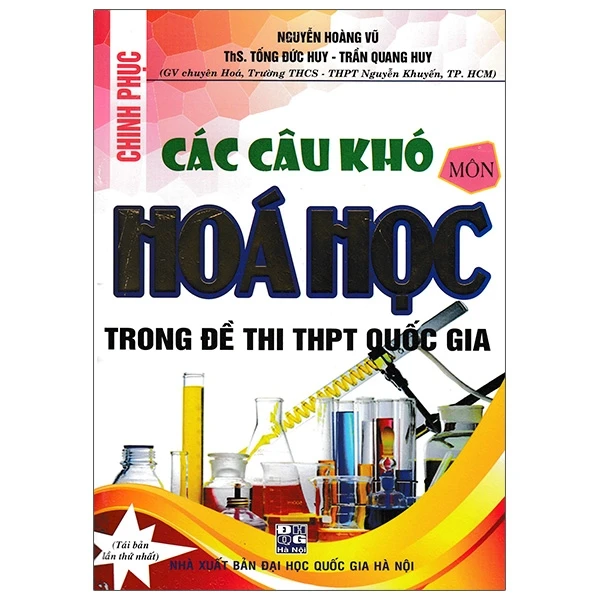 NGUYỄN HOÀNG VŨ
ThS. TỐNG ĐỨC HUY - TRẦN QUANG HUY
(GV chuyên Hoá, Trường THCS - THPT Nguyễn Khuyến, TP. HCM)
CHINH PHỤC
CÁC CÂU KHÓ
MÔN
HOÁ HỌC
TRONG ĐỀ THI THPT QUỐC GIA
(Tái bản
lần thứ nhất)
ĐH
QG
Hà Nội
NHÀ XUẤT BẢN ĐẠI HỌC QUỐC GIA HÀ NỘI